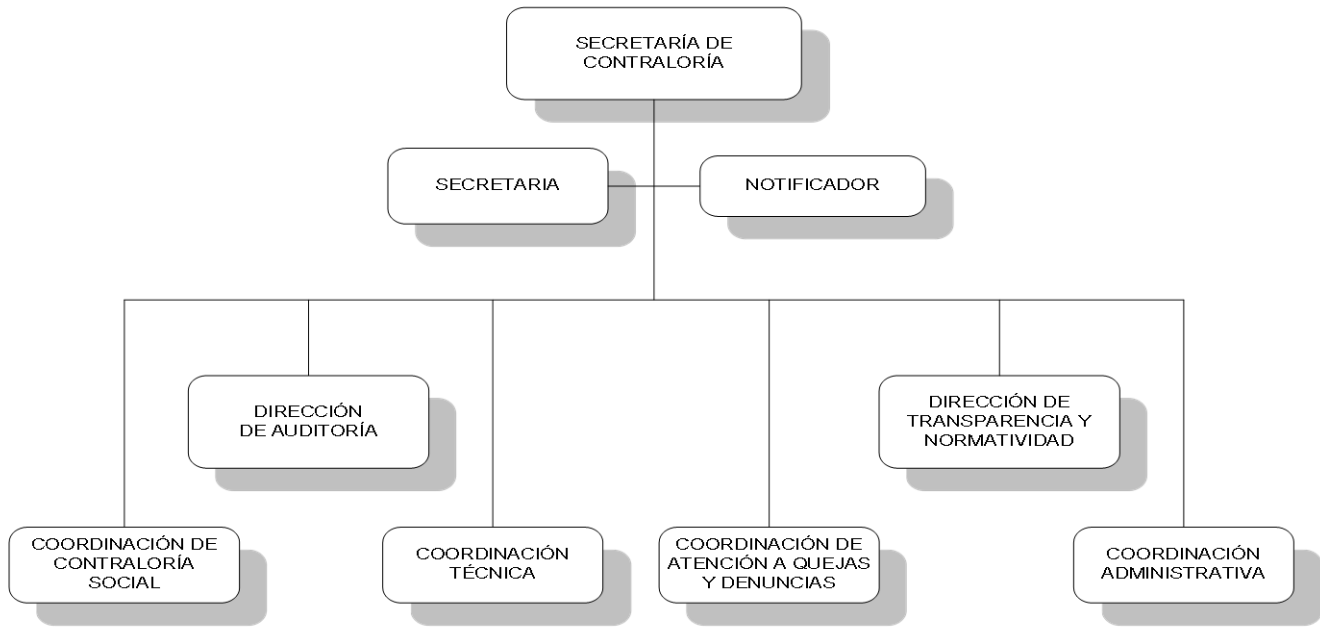 SECRETARÍA DE
CONTRALORÍA
SECRETARIA
NOTIFICADOR
DIRECCIÓN
DE AUDITORÍA
DIRECCIÓN DE
TRANSPARENCIA Y
NORMATIVIDAD
COORDINACIÓN DE
CONTRALORÍA
SOCIAL
COORDINACIÓN
TÉCNICA
COORDINACIÓN DE
ATENCIÓN A QUEJAS
Y DENUNCIAS
COORDINACIÓN
ADMINISTRATIVA